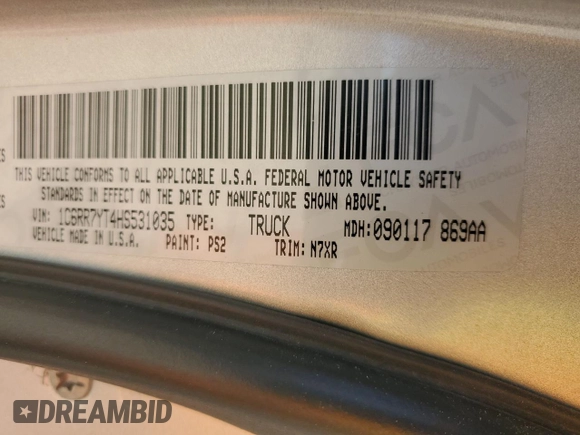 THIS VEHICLE CONFORMS TO ALL APPLICABLE U.S.A. FEDERAL MOTOR VEHICLE SAFETY
STANDARDS IN EFFECT ON THE DATE OF MANUFACTURE SHOWN ABOVE.
VIN: 1C6RR7YT4HS531035 TYPE: TRUCK MDH: 090117 869AA
VEHICLE MADE IN U.S.A. PAINT: PS2 TRIM: N7XR
DREAMBID